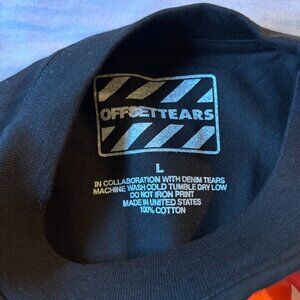 OFFSETTEARS
L
IN COLLABORATION WITH DENIM TEARS
MACHINE WASH COLD TUMBLE DRY LOW
DO NOT IRON PRINT
MADE IN UNITED STATES
100% COTTON